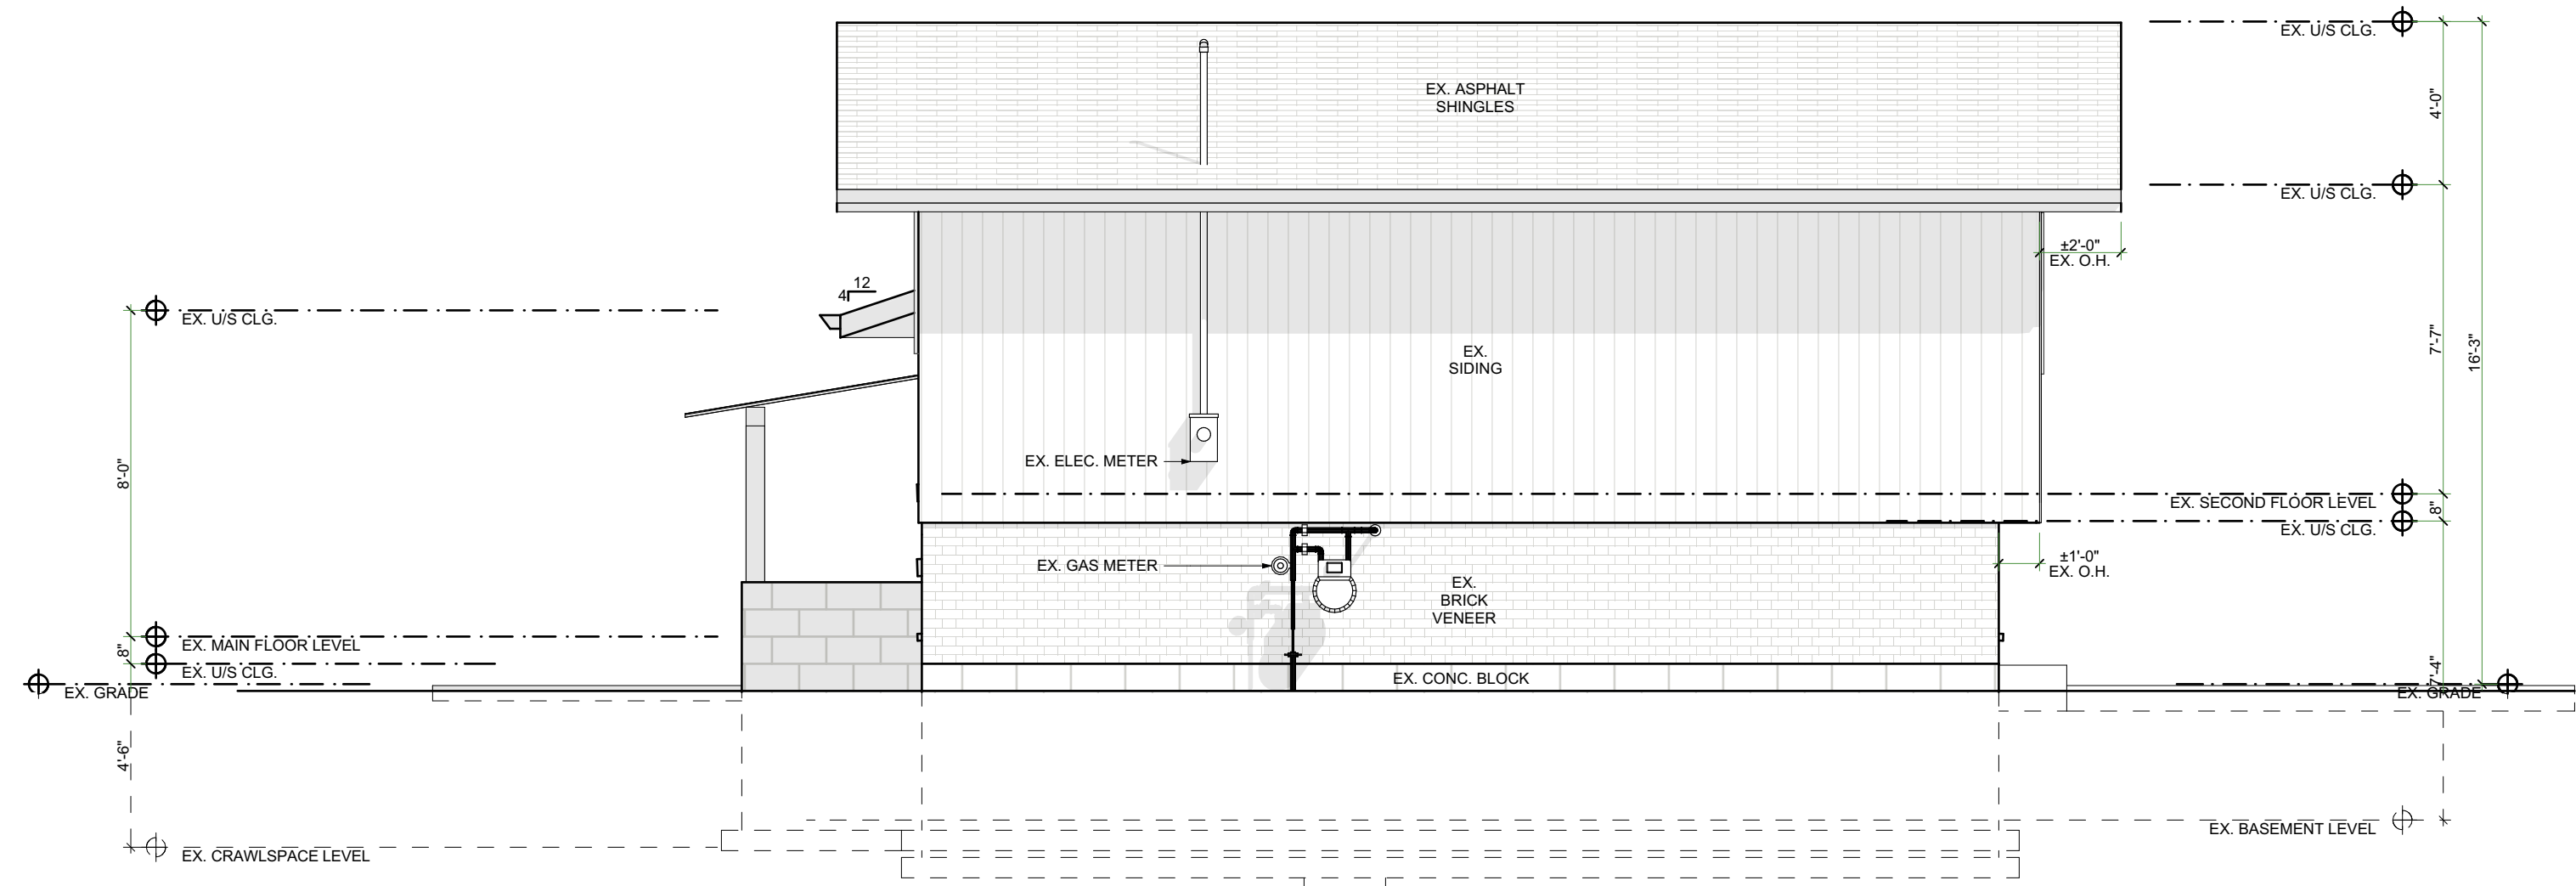 EX. U/S CLG.
EX. ASPHALT
SHINGLES
4'-0"
EX. U/S CLG.
±2'-0"
EX. O.H.
12
4
EX. U/S CLG.
7'-7"
16'-3"
EX.
SIDING
8'-0"
EX. ELEC. METER
EX. SECOND FLOOR LEVEL
8"
EX. U/S CLG.
EX. GAS METER
±1'-0"
EX. O.H.
EX.
BRICK
VENEER
EX. MAIN FLOOR LEVEL
8"
EX. U/S CLG.
EX. CONC. BLOCK
7'-4"
EX. GRADE
EX. GRADE
4'-6"
EX. BASEMENT LEVEL
EX. CRAWLSPACE LEVEL